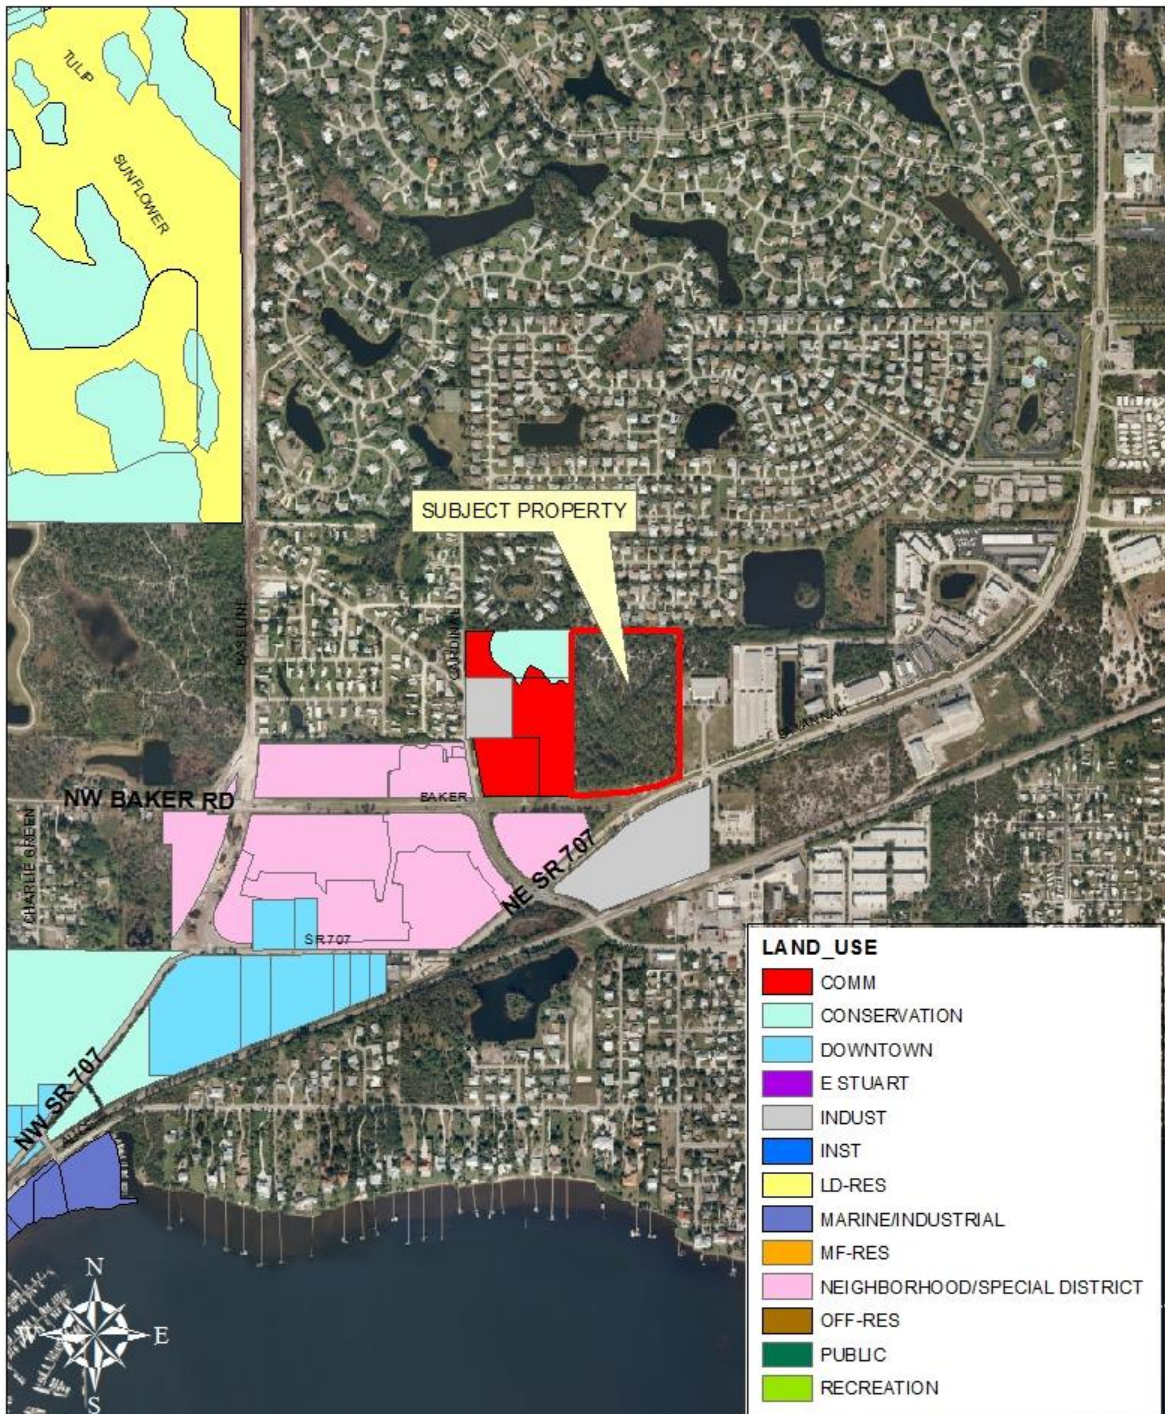 TULIP
SUNFLOWER
SUBJECT PROPERTY
BASELINE
CARDINAL
SAVANNAH
NW BAKER RD
BAKER
CHARLIE GREEN
NE SR 707
SR 707
NW SR 707
LAND_USE
COMM
CONSERVATION
DOWNTOWN
E STUART
INDUST
INST
LD-RES
MARINE/INDUSTRIAL
MF-RES
NEIGHBORHOOD/SPECIAL DISTRICT
OFF-RES
PUBLIC
RECREATION
N
W
E
S